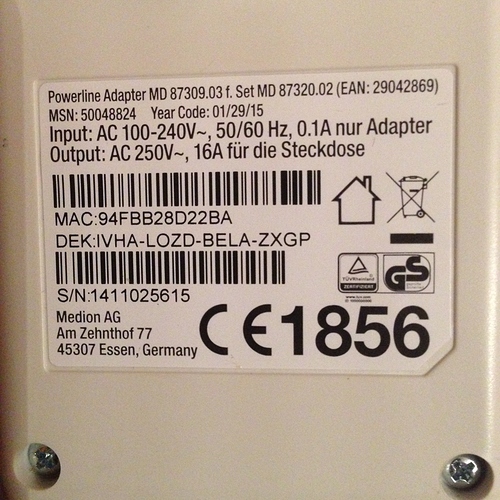 Powerline Adapter MD 87309.03 f. Set MD 87320.02 (EAN: 29042869)
MSN: 50048824 Year Code: 01/29/15
Input: AC 100-240V~, 50/60 Hz, 0.1A nur Adapter
Output: AC 250V~, 16A für die Steckdose
MAC:94FBB28D22BA
DEK:IVHA-LOZD-BELA-ZXGP
TÜVRheinland
ZERTIFIZIERT
GS
S/N:1411025615
Medion AG
Am Zehnthof 77
45307 Essen, Germany
CE1856